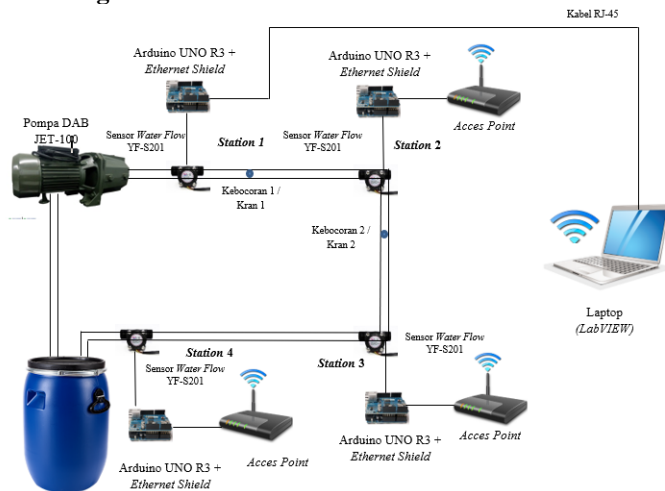 Kabel RJ-45
Arduino UNO R3 +
Ethernet Shield
Arduino UNO R3 +
Ethernet Shield
Acces Point
Pompa DAB
JET-100
Sensor Water Flow
YF-S201
Station 1
Sensor Water Flow
YF-S201
Station 2
Kebocoran 1 /
Kran 1
Kebocoran 2 /
Kran 2
Laptop
(LabVIEW)
Station 4
Sensor Water Flow
YF-S201
Station 3
Sensor Water Flow
YF-S201
Arduino UNO R3 +
Ethernet Shield
Acces Point
Arduino UNO R3 +
Ethernet Shield
Acces Point